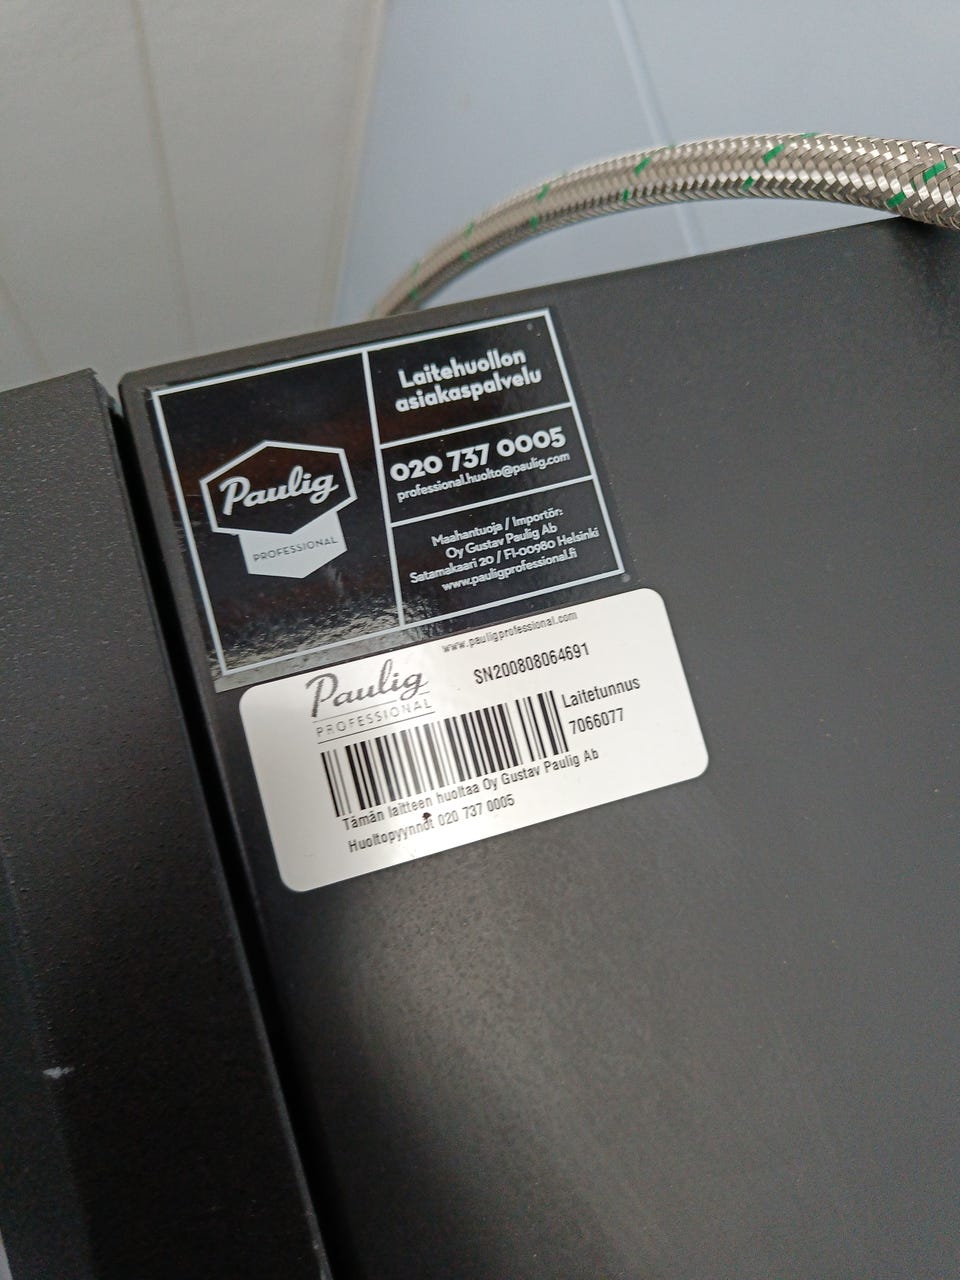 Paulig
PROFESSIONAL
Laitehuollon
asiakaspalvelu
020 737 0005
professional.huolto@paulig.com
Maahantuoja / Importör:
Oy Gustav Paulig Ab
Satamakaari 20 / FI-00980 Helsinki
www.pauligprofessional.fi
www.pauligprofessional.com
Paulig
PROFESSIONAL
SN200808064691
Laitetunnus
7066077
Tämän laitteen huoltaa Oy Gustav Paulig Ab
Huoltopyynnöt 020 737 0005